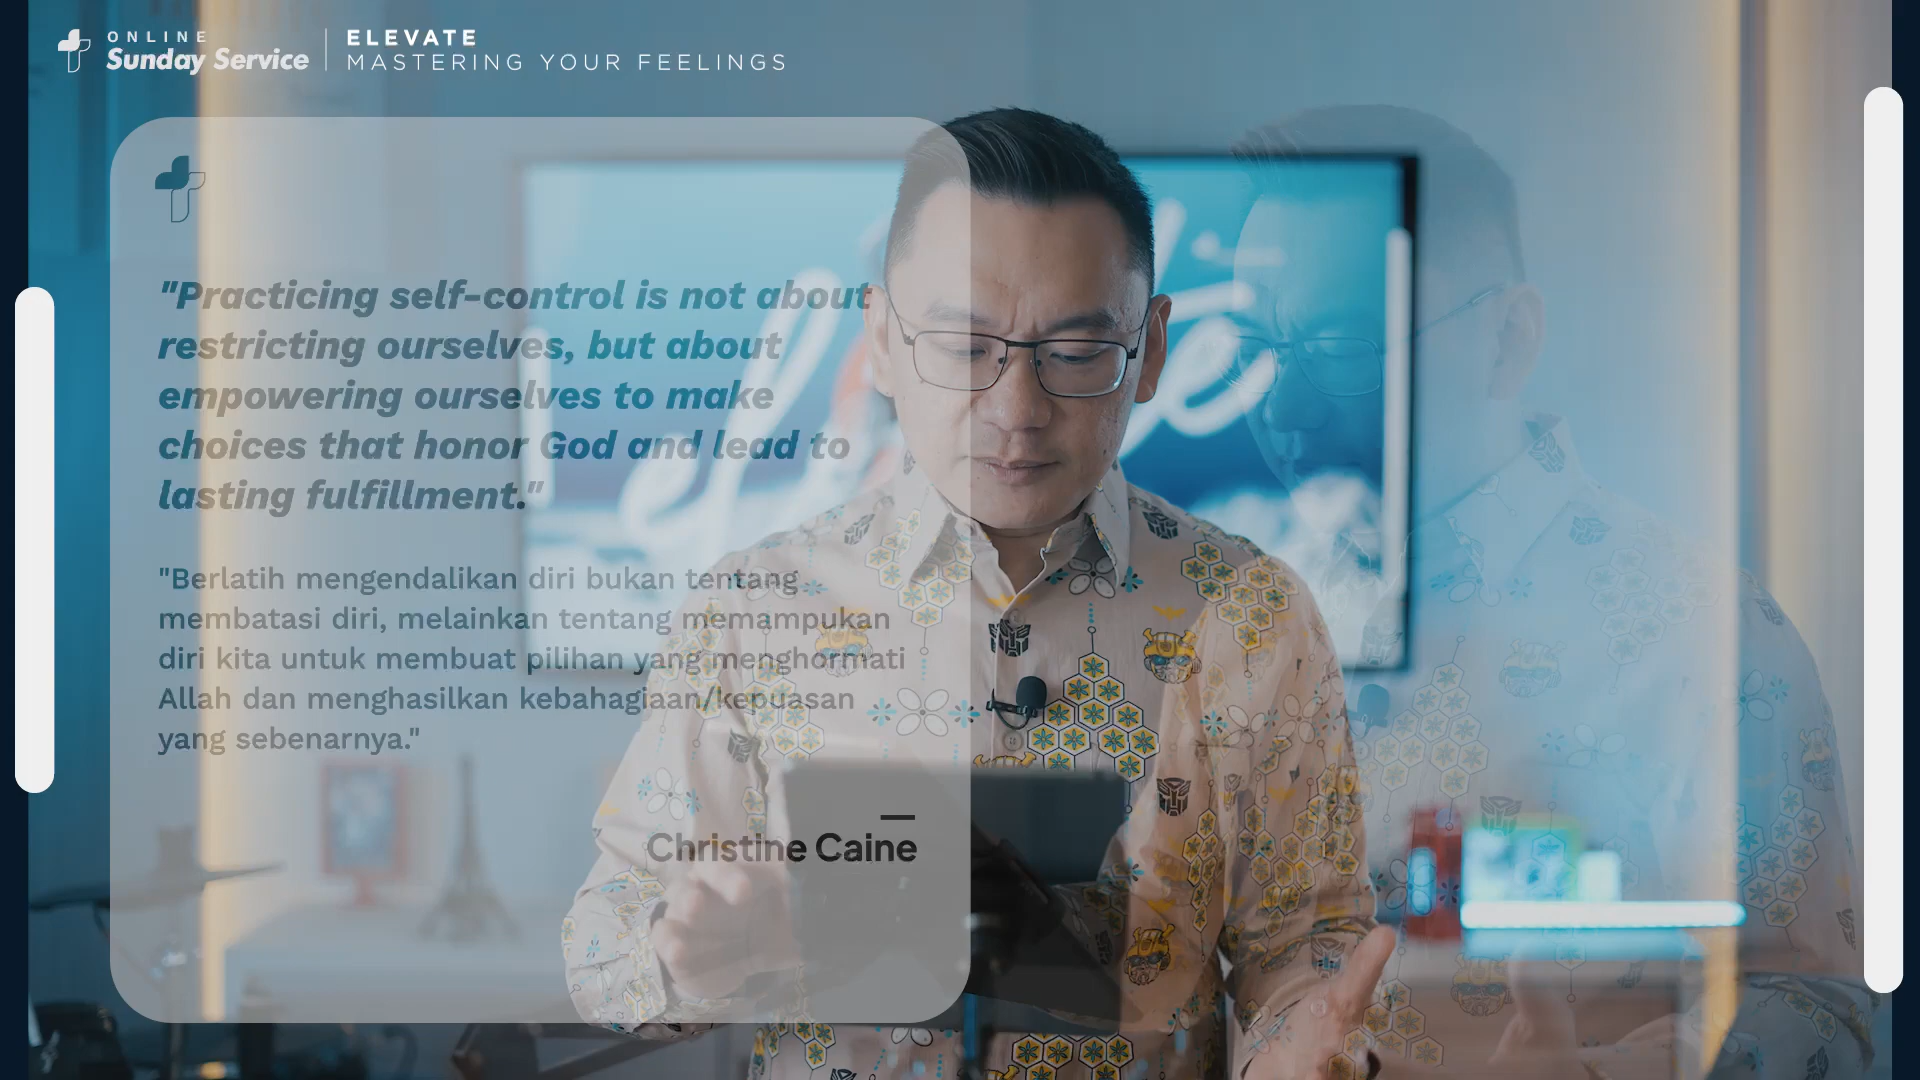 ONLINE
Sunday Service
ELEVATE
MASTERING YOUR FEELINGS
"Practicing self-control is not about
restricting ourselves, but about
empowering ourselves to make
choices that honor God and lead to
lasting fulfillment."
"Berlatih mengendalikan diri bukan tentang
membatasi diri, melainkan tentang memampukan
diri kita untuk membuat pilihan yang menghormati
Allah dan menghasilkan kebahagiaan/kepuasan
yang sebenarnya."
Christine Caine